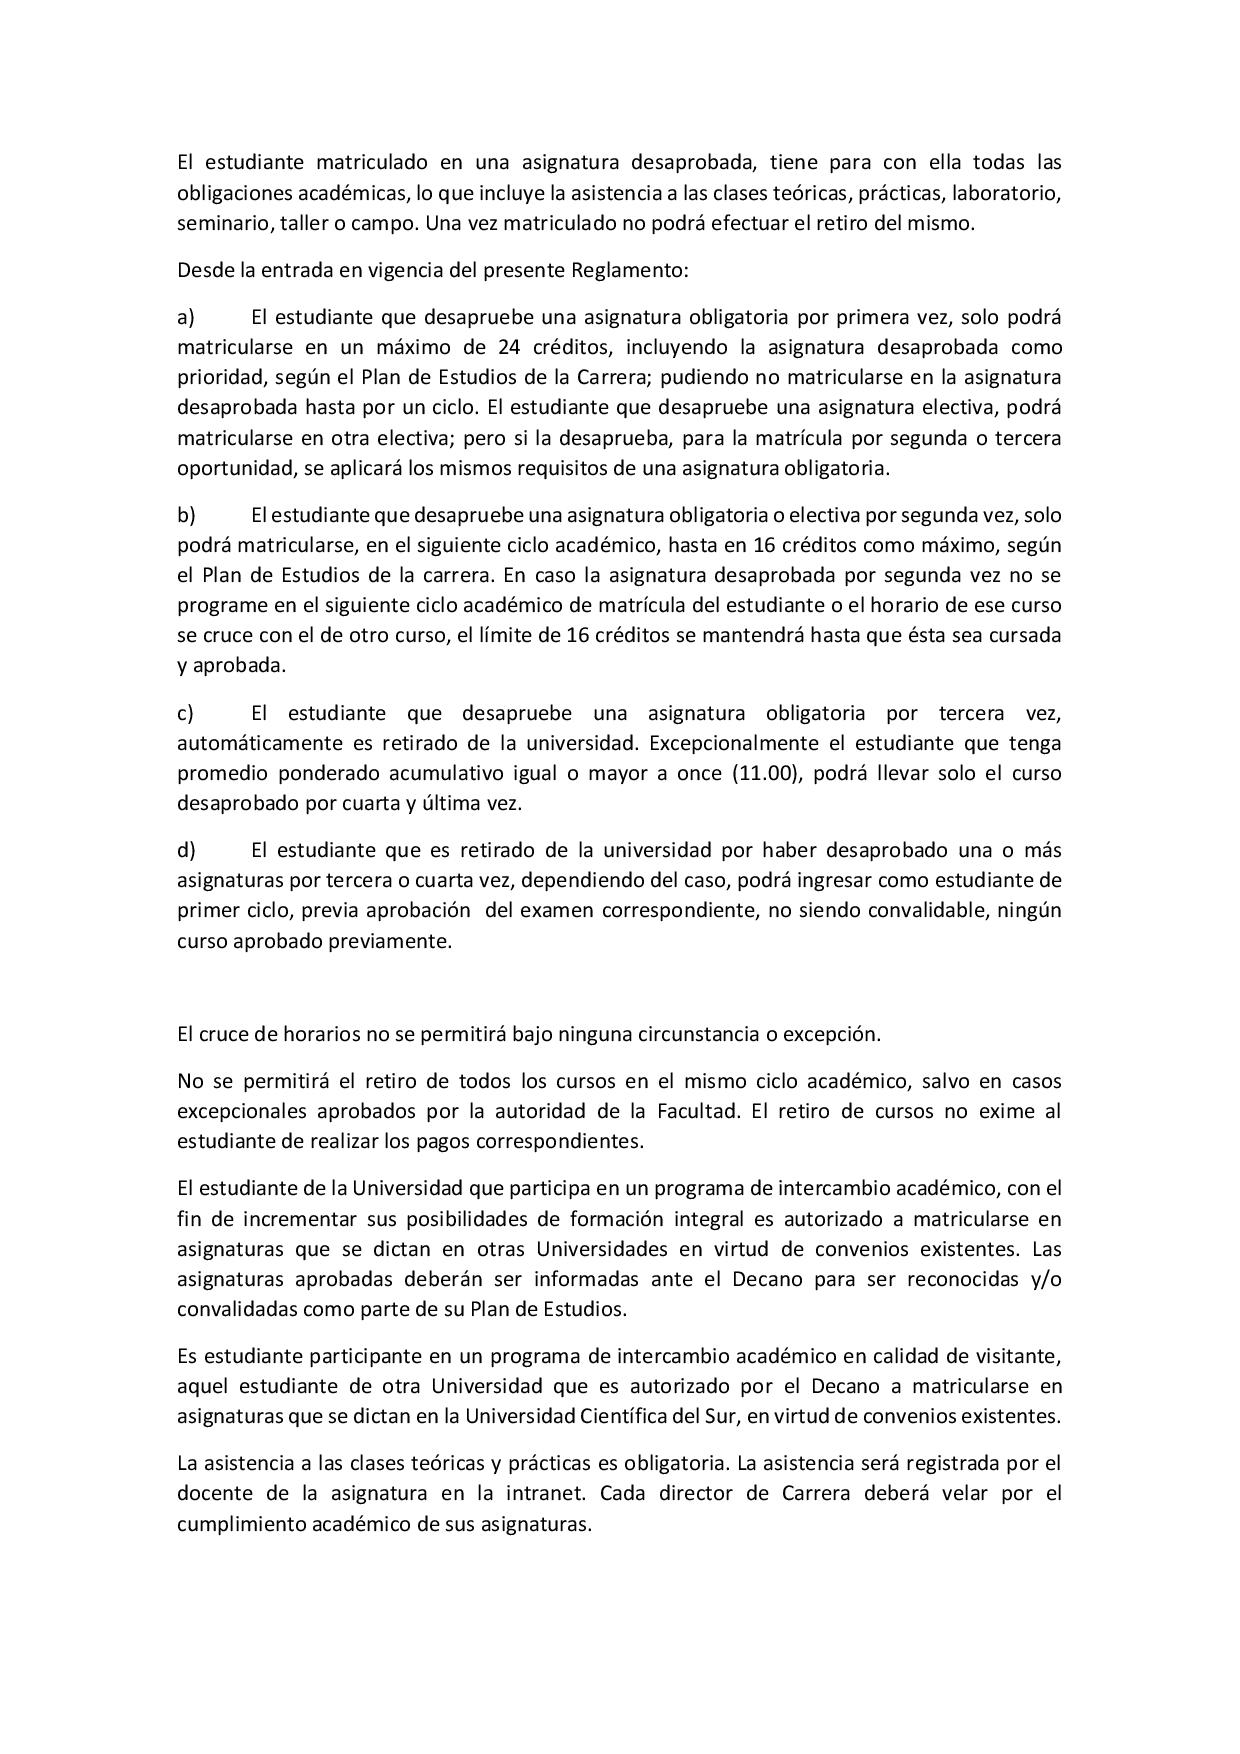 El estudiante matriculado en una asignatura desaprobada, tiene para con ella todas las
obligaciones académicas, lo que incluye la asistencia a las clases teóricas, prácticas, laboratorio,
seminario, taller o campo. Una vez matriculado no podrá efectuar el retiro del mismo.
Desde la entrada en vigencia del presente Reglamento:
a) El estudiante que desapruebe una asignatura obligatoria por primera vez, solo podrá
matricularse en un máximo de 24 créditos, incluyendo la asignatura desaprobada como
prioridad, según el Plan de Estudios de la Carrera; pudiendo no matricularse en la asignatura
desaprobada hasta por un ciclo. El estudiante que desapruebe una asignatura electiva, podrá
matricularse en otra electiva; pero si la desaprueba, para la matrícula por segunda o tercera
oportunidad, se aplicará los mismos requisitos de una asignatura obligatoria.
b) El estudiante que desapruebe una asignatura obligatoria o electiva por segunda vez, solo
podrá matricularse, en el siguiente ciclo académico, hasta en 16 créditos como máximo, según
el Plan de Estudios de la carrera. En caso la asignatura desaprobada por segunda vez no se
programe en el siguiente ciclo académico de matrícula del estudiante o el horario de ese curso
se cruce con el de otro curso, el límite de 16 créditos se mantendrá hasta que ésta sea cursada
y aprobada.
c) El estudiante que desapruebe una asignatura obligatoria por tercera vez,
automáticamente es retirado de la universidad. Excepcionalmente el estudiante que tenga
promedio ponderado acumulativo igual o mayor a once (11.00), podrá llevar solo el curso
desaprobado por cuarta y última vez.
d) El estudiante que es retirado de la universidad por haber desaprobado una o más
asignaturas por tercera o cuarta vez, dependiendo del caso, podrá ingresar como estudiante de
primer ciclo, previa aprobación del examen correspondiente, no siendo convalidable, ningún
curso aprobado previamente.
El cruce de horarios no se permitirá bajo ninguna circunstancia o excepción.
No se permitirá el retiro de todos los cursos en el mismo ciclo académico, salvo en casos
excepcionales aprobados por la autoridad de la Facultad. El retiro de cursos no exime al
estudiante de realizar los pagos correspondientes.
El estudiante de la Universidad que participa en un programa de intercambio académico, con el
fin de incrementar sus posibilidades de formación integral es autorizado a matricularse en
asignaturas que se dictan en otras Universidades en virtud de convenios existentes. Las
asignaturas aprobadas deberán ser informadas ante el Decano para ser reconocidas y/o
convalidadas como parte de su Plan de Estudios.
Es estudiante participante en un programa de intercambio académico en calidad de visitante,
aquel estudiante de otra Universidad que es autorizado por el Decano a matricularse en
asignaturas que se dictan en la Universidad Científica del Sur, en virtud de convenios existentes.
La asistencia a las clases teóricas y prácticas es obligatoria. La asistencia será registrada por el
docente de la asignatura en la intranet. Cada director de Carrera deberá velar por el
cumplimiento académico de sus asignaturas.